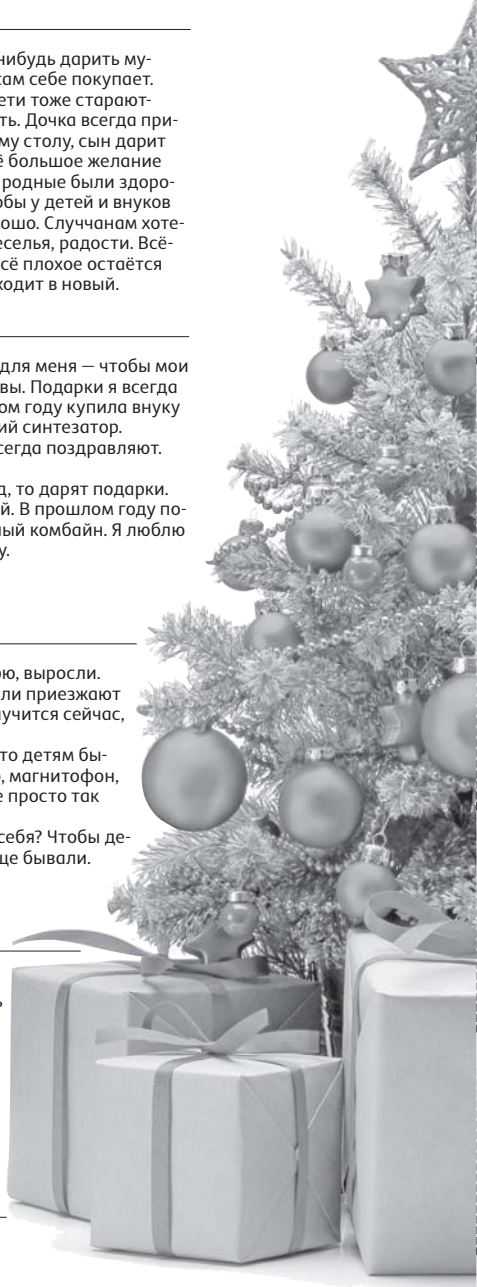 нибудь дарить му-
сам себе покупает.
ети тоже старают-
ть. Дочка всегда при-
му столу, сын дарит
ё большое желание
родные были здоро-
обы у детей и внуков
ошо. Случчанам хоте-
еселья, радости. Всё-
сё плохое остаётся
ходит в новый.
для меня — чтобы мои
вы. Подарки я всегда
ом году купила внуку
ий синтезатор.
сегда поздравляют.
д, то дарят подарки.
й. В прошлом году по-
ный комбайн. Я люблю
у.
ю, выросли.
ли приезжают
учится сейчас,
то детям бы-
, магнитофон,
е просто так
себя? Чтобы де-
ще бывали.